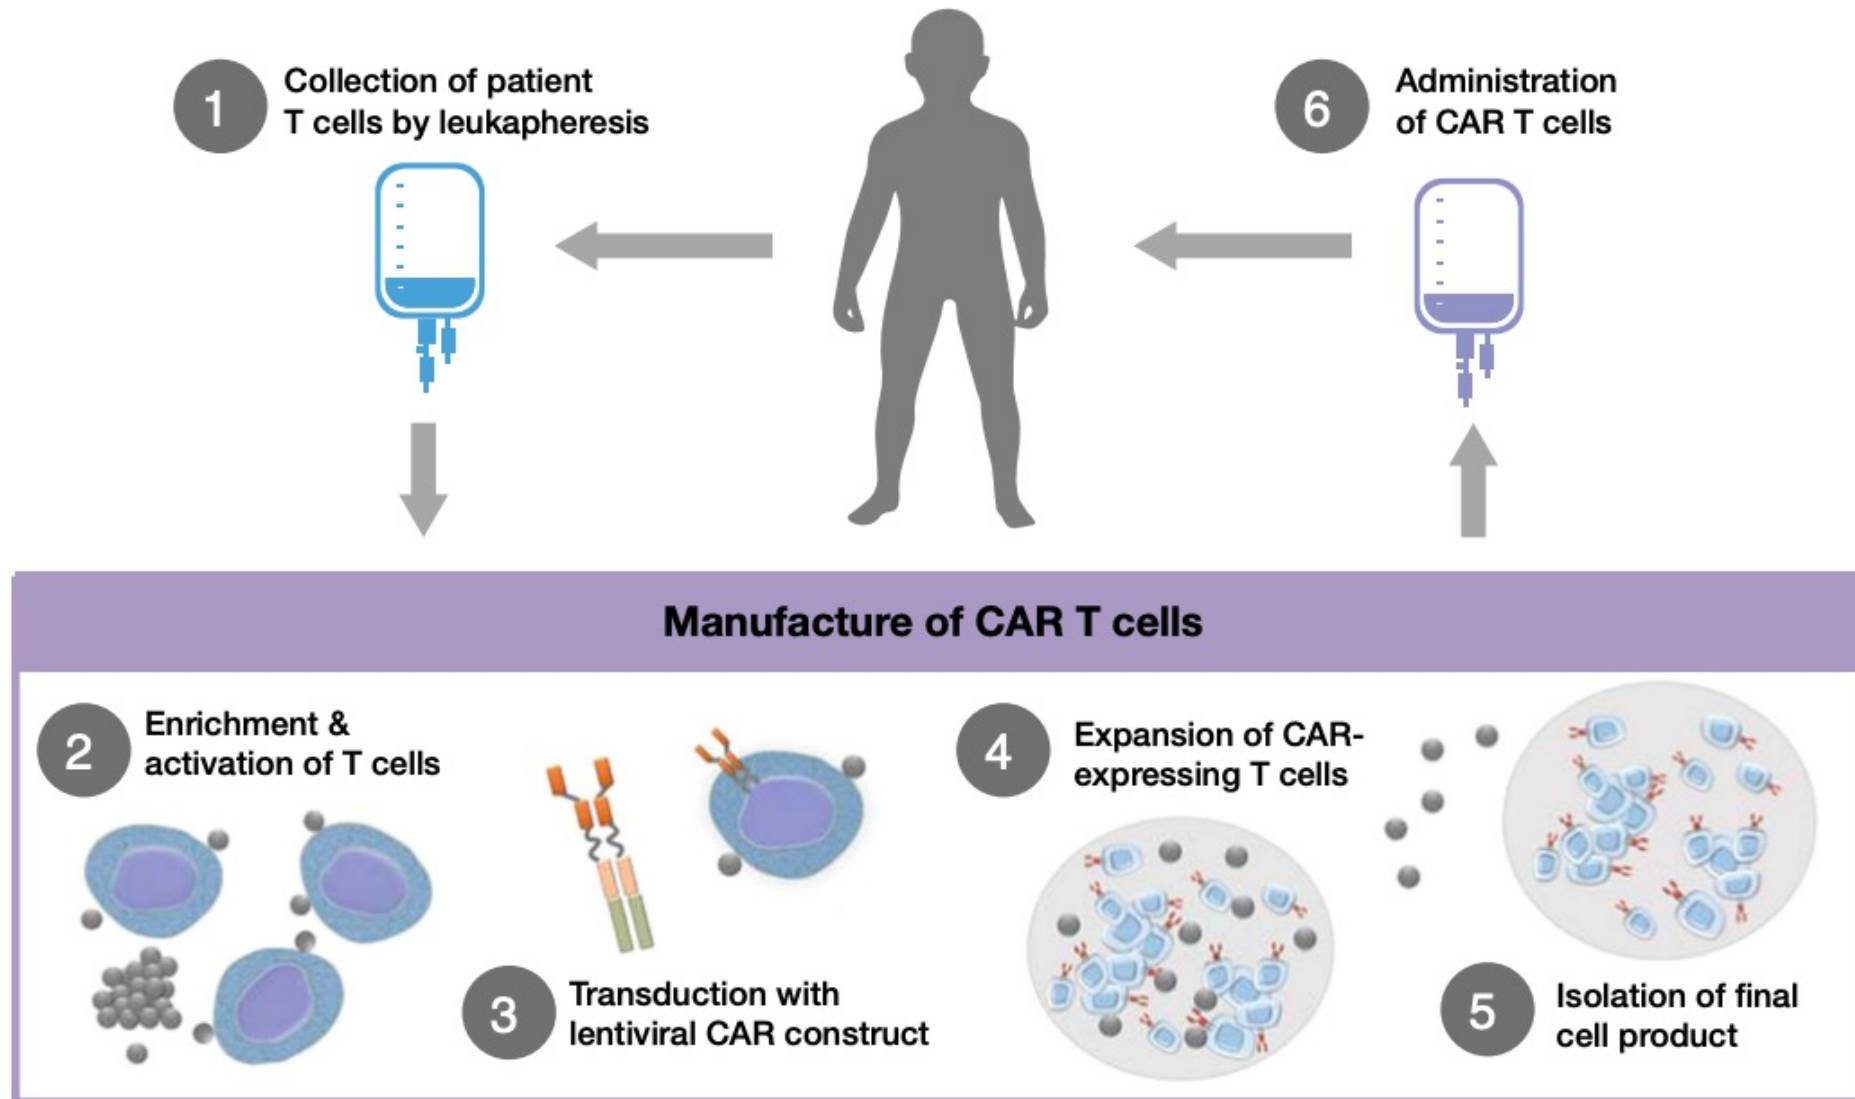 1
Collection of patient
T cells by leukapheresis
6
Administration
of CAR T cells
Manufacture of CAR T cells
2
Enrichment &
activation of T cells
3
Transduction with
lentiviral CAR construct
4
Expansion of CAR-
expressing T cells
5
Isolation of final
cell product